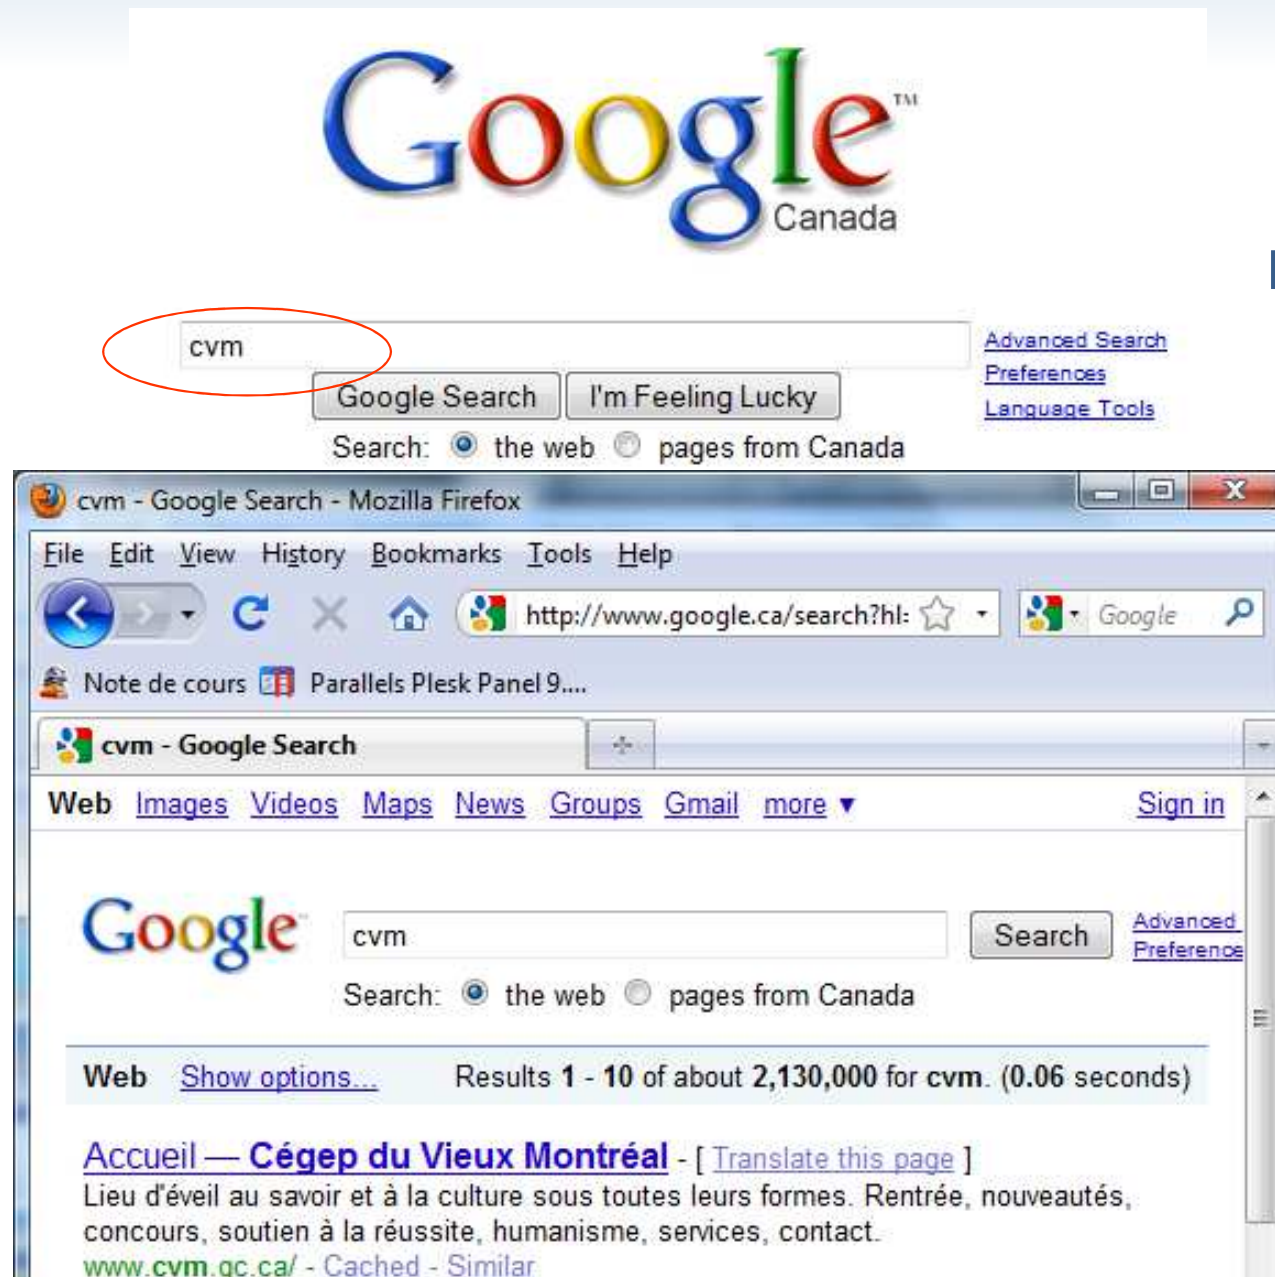 Google™
Canada
cvm
Advanced Search
Preferences
Language Tools
Google Search I'm Feeling Lucky
Search: the web pages from Canada
cvm - Google Search - Mozilla Firefox
File Edit View History Bookmarks Tools Help
http://www.google.ca/search?hl= Google
Note de cours Parallels Plesk Panel 9....
cvm - Google Search
Web Images Videos Maps News Groups Gmail more ▼ Sign in
Google cvm Search
Advanced
Preference
Search: the web pages from Canada
Web Show options... Results 1 - 10 of about 2,130,000 for cvm. (0.06 seconds)
Accueil — Cégep du Vieux Montréal - [ Translate this page ]
Lieu d'éveil au savoir et à la culture sous toutes leurs formes. Rentrée, nouveautés,
concours, soutien à la réussite, humanisme, services, contact.
www.cvm.qc.ca/ - Cached - Similar